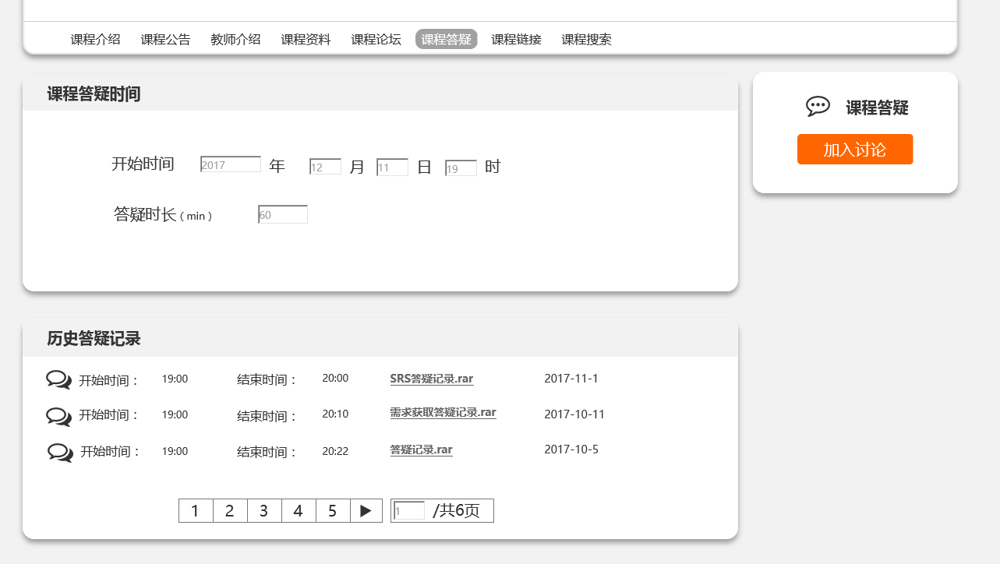 课程介绍 课程公告 教师介绍 课程资料 课程论坛 课程答疑 课程链接 课程搜索
课程答疑时间
开始时间 2017 年 12 月 11 日 19 时
答疑时长（min）60
课程答疑
加入讨论
历史答疑记录
开始时间： 19:00 结束时间： 20:00 SRS答疑记录.rar 2017-11-1
开始时间： 19:00 结束时间： 20:10 需求获取答疑记录.rar 2017-10-11
开始时间： 19:00 结束时间： 20:22 答疑记录.rar 2017-10-5
1 2 3 4 5 ▶ 1 /共6页